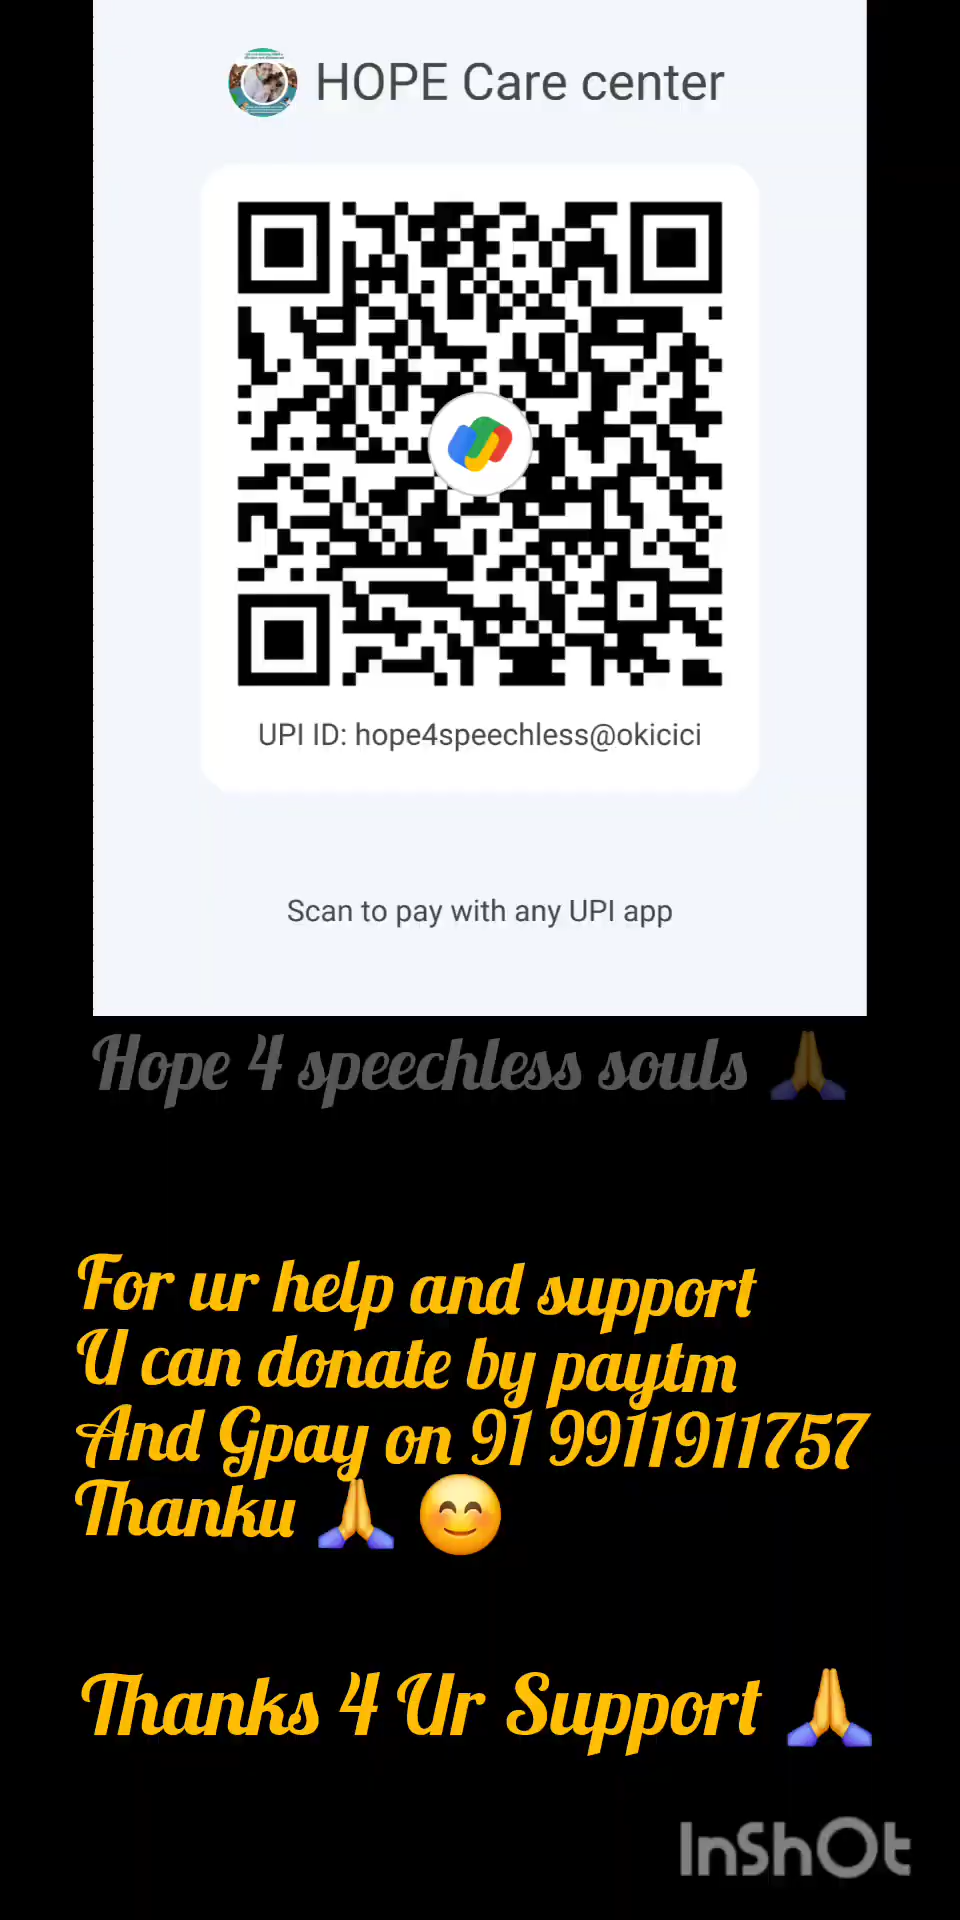 HOPE Care center
UPI ID: hope4speechless@okicici
Scan to pay with any UPI app
Hope 4 speechless souls 🙏
For ur help and support
U can donate by paytm
And Gpay on 91 9911911757
Thanku 🙏 😊
Thanks 4 Ur Support 🙏
InShOt